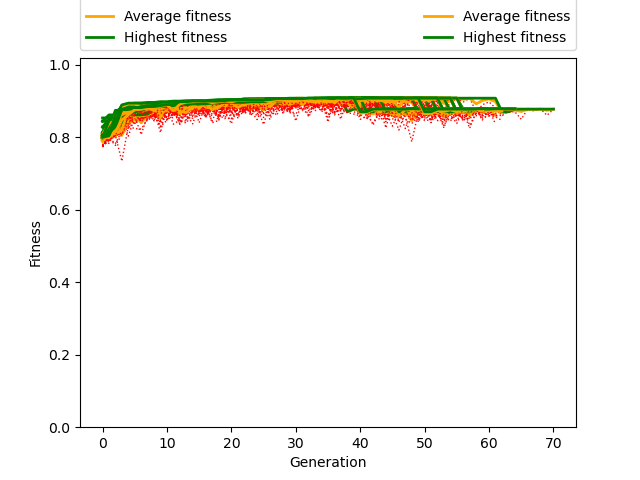 Average fitness Average fitness
Highest fitness Highest fitness
1.0
0.8
0.6
0.4
0.2
0.0
Fitness
0 10 20 30 40 50 60 70
Generation